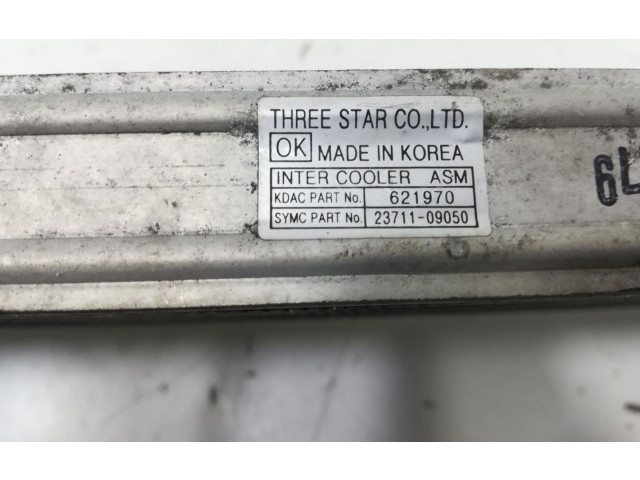 THREE STAR CO.,LTD.
OK MADE IN KOREA
INTER COOLER ASM
KDAC PART No. 621970
SYMC PART No. 23711-09050
6L